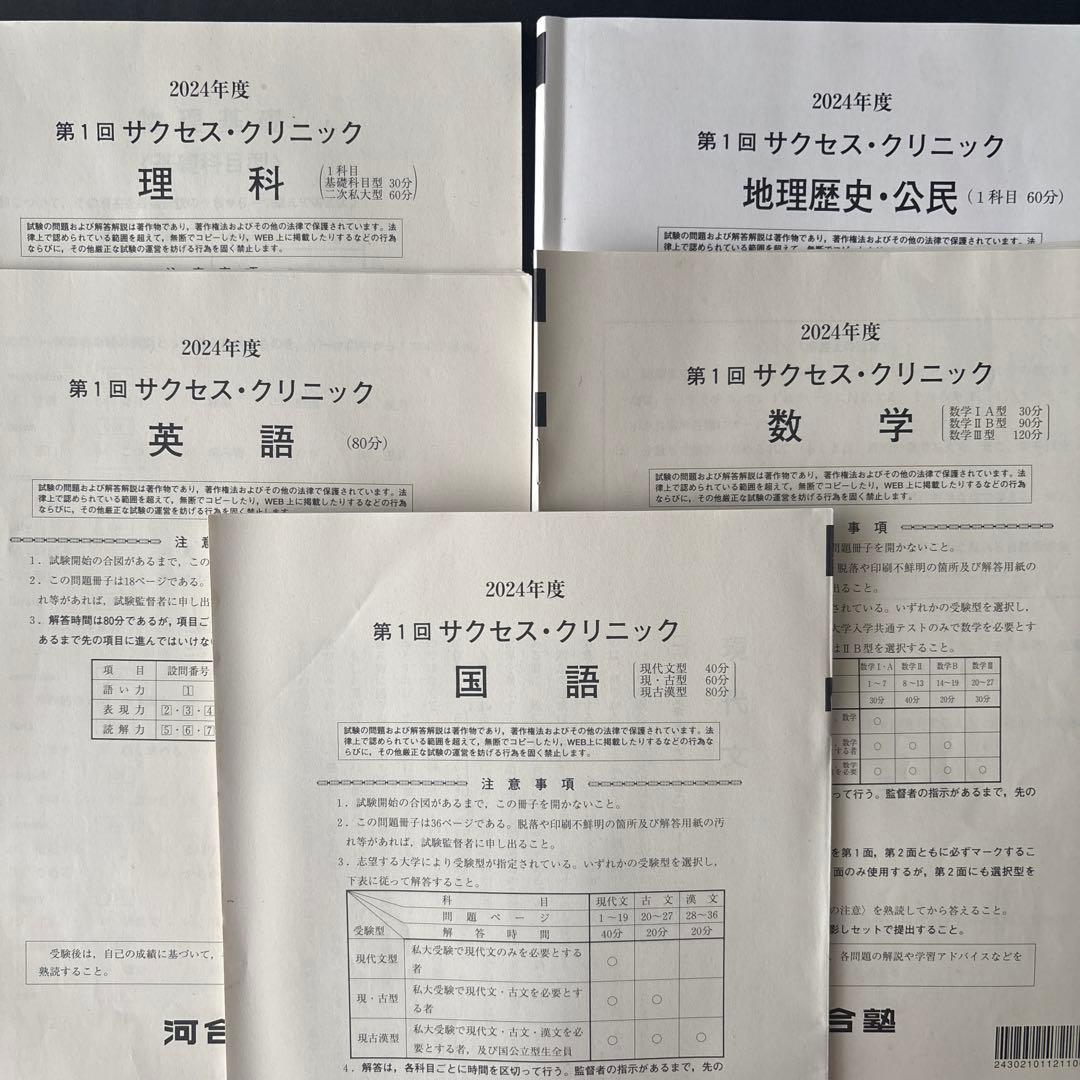 2024年度
第1回 サクセス・クリニック
理 科
1科目
基礎科目型 30分
二次私大型 60分
試験の問題および解答解説は著作物であり，著作権法およびその他の法律で保護されています。法
律上で認められている範囲を超えて，無断でコピーしたり，WEB上に掲載したりするなどの行為
ならびに，その他厳正な試験の運営を妨げる行為を固く禁止します。
2024年度
第1回 サクセス・クリニック
地理歴史・公民 (1科目 60分)
試験の問題および解答解説は著作物であり，著作権法およびその他の法律で保護されています。法
2024年度
第1回 サクセス・クリニック
英 語 (80分)
試験の問題および解答解説は著作物であり，著作権法およびその他の法律で保護されています。法
律上で認められている範囲を超えて，無断でコピーしたり，WEB上に掲載したりするなどの行為
ならびに，その他厳正な試験の運営を妨げる行為を固く禁止します。
注
1．試験開始の合図があるまで，この
2．この問題冊子は18ページである。
れ等があれば，試験監督者に申し出
3．解答時間は80分であるが，項目ご
あるまで先の項目に進んではいけな
項 目 設問番号
語い力 1
表現力 2・3・4
読解力 5・6・7
受験後は，自己の成績に基づいて，
熟読すること。
河合
2024年度
第1回 サクセス・クリニック
数 学
数学ⅠA型 30分
数学ⅡB型 90分
数学Ⅲ型 120分
試験の問題および解答解説は著作物であり，著作権法およびその他の法律で保護されています。法
律上で認められている範囲を超えて，無断でコピーしたり，WEB上に掲載したりするなどの行為
ならびに，その他厳正な試験の運営を妨げる行為を固く禁止します。
事 項
問題冊子を開かないこと。
脱落や印刷不鮮明の箇所及び解答用紙の
出ること。
されている。いずれかの受験型を選択し，
大学入学共通テストのみで数学を必要とす
はⅡB型を選択すること。
数学Ⅰ・A 数学Ⅱ 数学B 数学Ⅲ
1～7 8～13 14～19 20～27
30分 40分 20分 30分
数学 ○
数学
する者 ○ ○ ○
数学
を必要 ○ ○ ○ ○
って行う。監督者の指示があるまで，先の
を第1面，第2面ともに必ずマークするこ
面のみ使用するが，第2面にも選択型を
の注意〉を熟読してから答えること。
影しセットで提出すること。
各問題の解説や学習アドバイスなどを
合塾
2430210112110
2024年度
第1回 サクセス・クリニック
国 語
現代文型 40分
現・古型 60分
現古漢型 80分
試験の問題および解答解説は著作物であり，著作権法およびその他の法律で保護されています。法
律上で認められている範囲を超えて，無断でコピーしたり，WEB上に掲載したりするなどの行為な
らびに，その他厳正な試験の運営を妨げる行為を固く禁止します。
注 意 事 項
1．試験開始の合図があるまで，この冊子を開かないこと。
2．この問題冊子は36ページである。脱落や印刷不鮮明の箇所及び解答用紙の汚
れ等があれば，試験監督者に申し出ること。
3．志望する大学により受験型が指定されている。いずれかの受験型を選択し，
下表に従って解答すること。
科 目 現代文 古 文 漢 文
問 題 ペ ー ジ 1～19 20～27 28～36
受験型 解 答 時 間 40分 20分 20分
現代文型 私大受験で現代文のみを必要とする
者 ○
現・古型 私大受験で現代文・古文を必要とす
る者 ○ ○
現古漢型 私大受験で現代文・古文・漢文を必
要とする者，及び国公立型生全員 ○ ○ ○
4．解答は，各科目ごとに時間を区切って行う。監督者の指示があるまで，先の